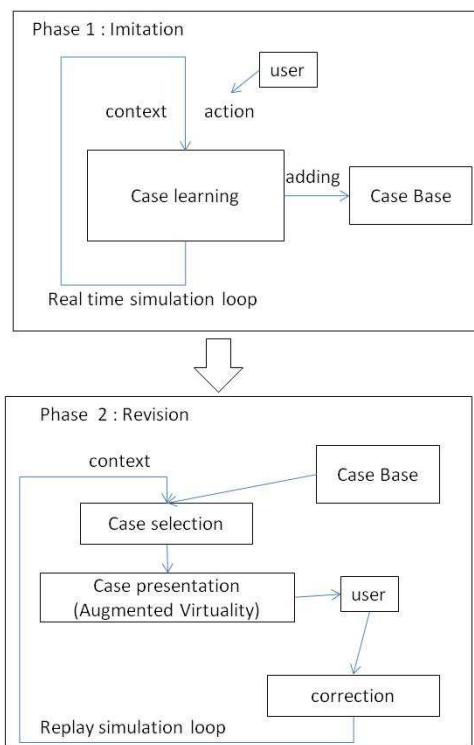 Phase 1 : Imitation
user
context
action
Case learning
adding
Case Base
Real time simulation loop
Phase 2 : Revision
context
Case Base
Case selection
Case presentation
(Augmented Virtuality)
user
correction
Replay simulation loop